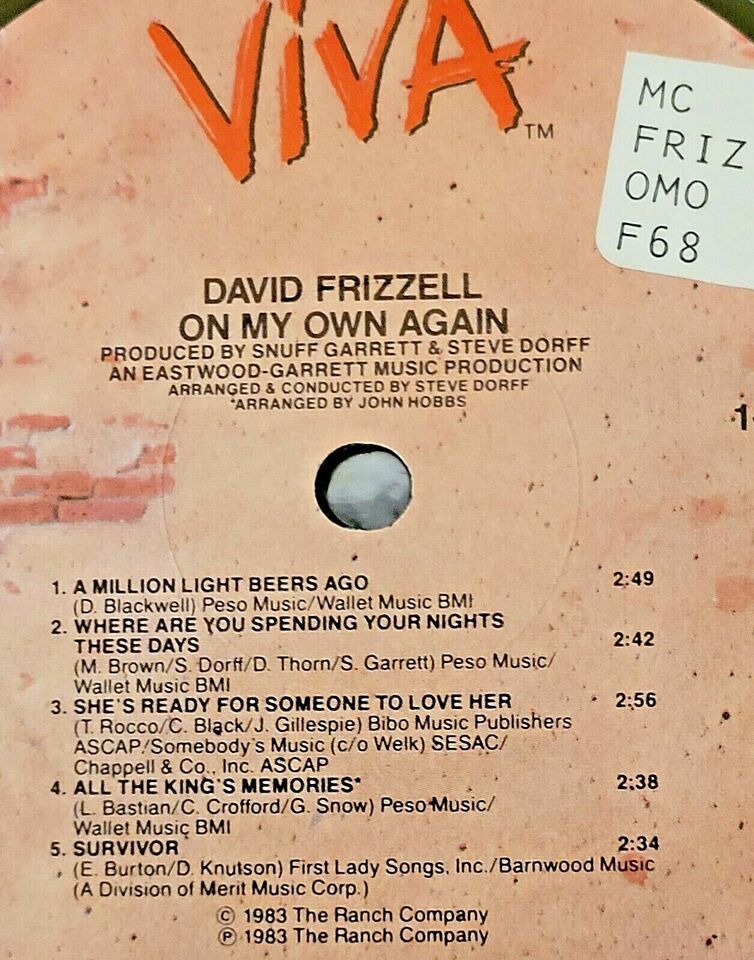 VIVA TM
MC
FRIZ
OMO
F68
DAVID FRIZZELL
ON MY OWN AGAIN
PRODUCED BY SNUFF GARRETT & STEVE DORFF
AN EASTWOOD-GARRETT MUSIC PRODUCTION
ARRANGED & CONDUCTED BY STEVE DORFF
*ARRANGED BY JOHN HOBBS
1. A MILLION LIGHT BEERS AGO 2:49
(D. Blackwell) Peso Music/Wallet Music BMI
2. WHERE ARE YOU SPENDING YOUR NIGHTS
THESE DAYS 2:42
(M. Brown/S. Dorff/D. Thorn/S. Garrett) Peso Music/
Wallet Music BMI
3. SHE'S READY FOR SOMEONE TO LOVE HER 2:56
(T. Rocco/C. Black/J. Gillespie) Bibo Music Publishers
ASCAP/Somebody's Music (c/o Welk) SESAC/
Chappell & Co., Inc. ASCAP
4. ALL THE KING'S MEMORIES* 2:38
(L. Bastian/C. Crofford/G. Snow) Peso Music/
Wallet Music BMI
5. SURVIVOR 2:34
(E. Burton/D. Knutson) First Lady Songs, Inc./Barnwood Music
(A Division of Merit Music Corp.)
© 1983 The Ranch Company
℗ 1983 The Ranch Company